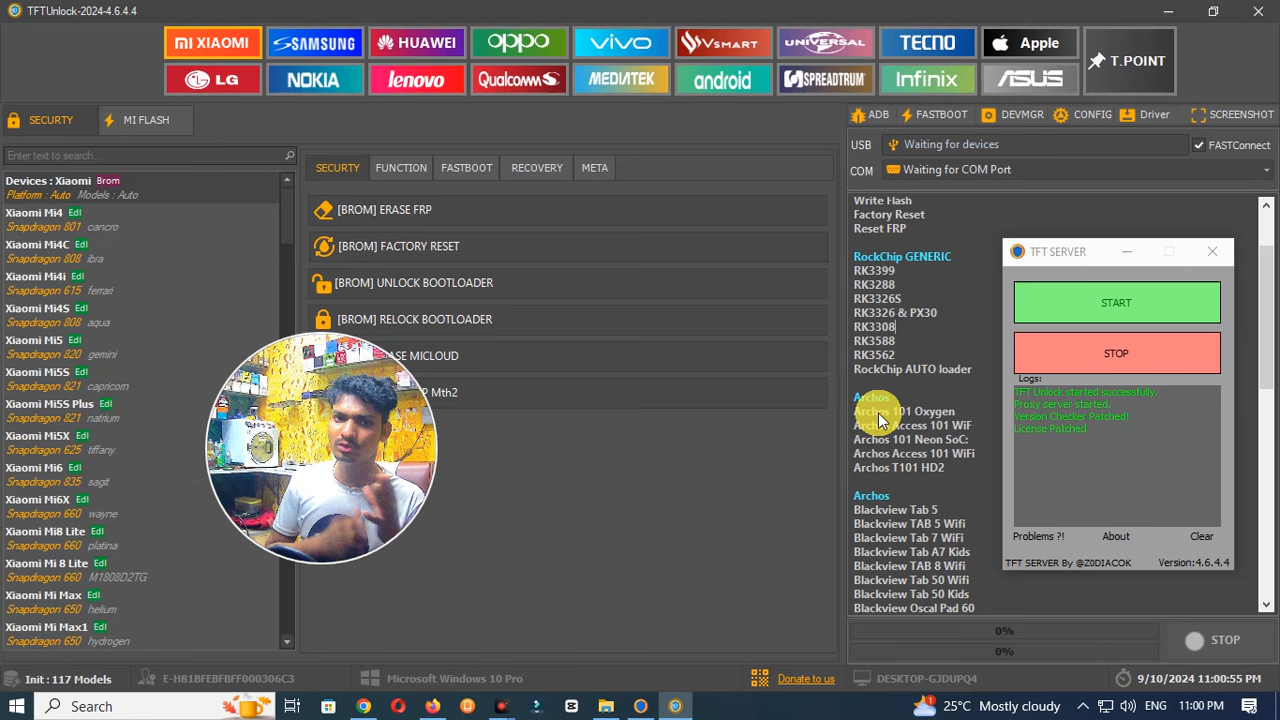 TFTUnlock-2024-4.6.4.4
MI XIAOMI
SAMSUNG
HUAWEI
OPPO
VIVO
VSMART
UNIVERSAL
TECNO
Apple
LG
NOKIA
lenovo
Qualcomm
MEDIATEK
android
SPREADTRUM
Infinix
ASUS
T.POINT
SECURTY
MI FLASH
Enter text to search...
Devices : Xiaomi Brom
Platform : Auto Models : Auto
Xiaomi Mi4 Edl
Snapdragon 801 cancro
Xiaomi Mi4C Edl
Snapdragon 808 ibra
Xiaomi Mi4i Edl
Snapdragon 615 ferrari
Xiaomi Mi4S Edl
Snapdragon 808 aqua
Xiaomi Mi5 Edl
Snapdragon 820 gemini
Xiaomi Mi5S Edl
Snapdragon 821 capricorn
Xiaomi Mi5S Plus Edl
Snapdragon 821 natrium
Xiaomi Mi5X Edl
Snapdragon 625 tiffany
Xiaomi Mi6 Edl
Snapdragon 835 sagit
Xiaomi Mi6X Edl
Snapdragon 660 wayne
Xiaomi Mi8 Lite Edl
Snapdragon 660 platina
Xiaomi Mi 8 Lite Edl
Snapdragon 660 M1808D2TG
Xiaomi Mi Max Edl
Snapdragon 650 helium
Xiaomi Mi Max1 Edl
Snapdragon 650 hydrogen
SECURTY
FUNCTION
FASTBOOT
RECOVERY
META
[BROM] ERASE FRP
[BROM] FACTORY RESET
[BROM] UNLOCK BOOTLOADER
[BROM] RELOCK BOOTLOADER
MICLOUD
Mth2
ADB
FASTBOOT
DEVMGR
CONFIG
Driver
SCREENSHOT
USB
Waiting for devices
FASTConnect
COM
Waiting for COM Port
Write Flash
Factory Reset
Reset FRP
RockChip GENERIC
RK3399
RK3288
RK3326S
RK3326 & PX30
RK3308
RK3588
RK3562
RockChip AUTO loader
Archos
Archos 101 Oxygen
Archos Access 101 WiF
Archos 101 Neon SoC:
Archos Access 101 WiFi
Archos T101 HD2
Archos
Blackview Tab 5
Blackview TAB 5 Wifi
Blackview Tab 7 WiFi
Blackview Tab A7 Kids
Blackview TAB 8 Wifi
Blackview Tab 50 Wifi
Blackview Tab 50 Kids
Blackview Oscal Pad 60
TFT SERVER
START
STOP
Logs:
TFT Unlock started successfully.
Proxy server started.
Version Checker Patched!
License Patched
Problems ?!
About
Clear
TFT SERVER By @Z0DIACOK
Version:4.6.4.4
0%
0%
STOP
Init : 117 Models
E-H81BFEBFBFF000306C3
Microsoft Windows 10 Pro
Donate to us
DESKTOP-GJDUPQ4
9/10/2024 11:00:55 PM
Search
25°C Mostly cloudy
ENG
11:00 PM